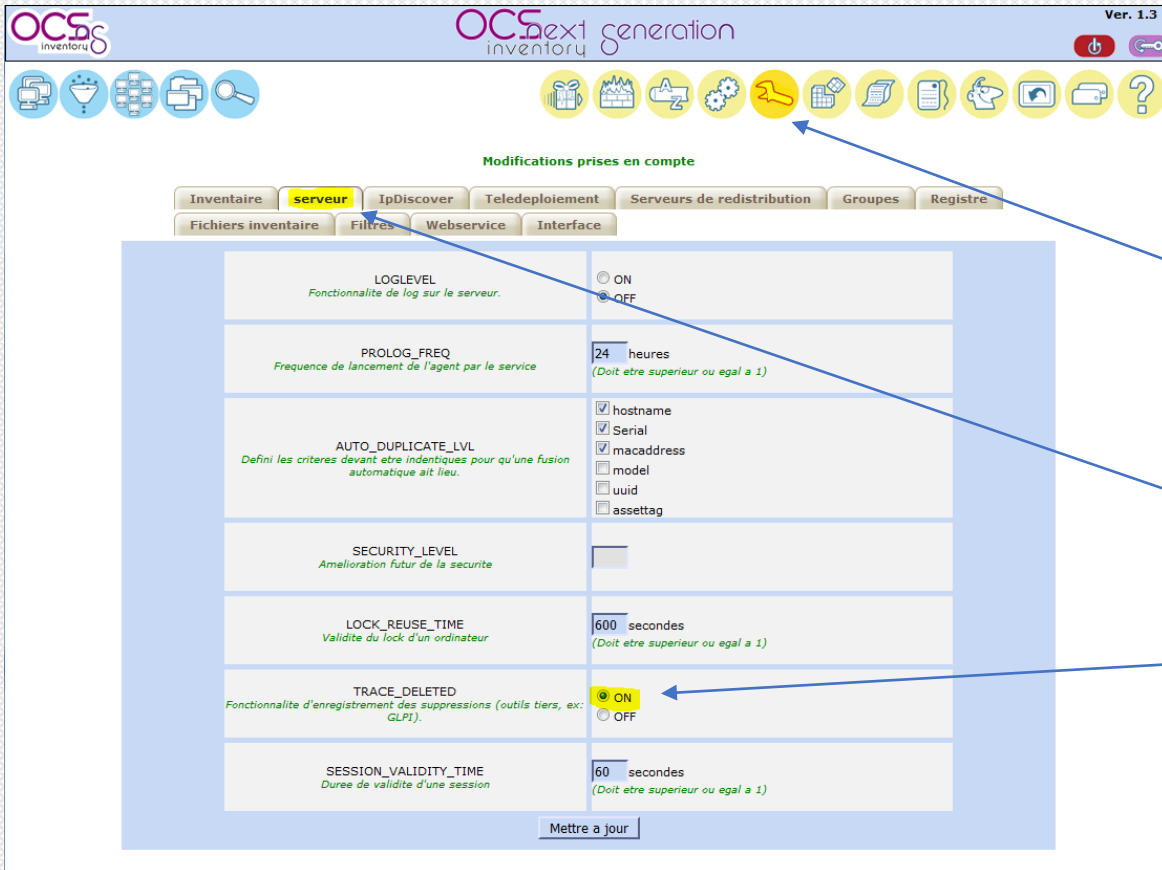 OCSng
inventory
OCS next generation
inventory
Ver. 1.3
A
Z
?
Modifications prises en compte
Inventaire serveur IpDiscover Teledeploiement Serveurs de redistribution Groupes Registre
Fichiers inventaire Filtres Webservice Interface
LOGLEVEL
Fonctionnalite de log sur le serveur.
ON
OFF
PROLOG_FREQ
Frequence de lancement de l'agent par le service
24 heures
(Doit etre superieur ou egal a 1)
AUTO_DUPLICATE_LVL
Defini les criteres devant etre indentiques pour qu'une fusion
automatique ait lieu.
hostname
Serial
macaddress
model
uuid
assettag
SECURITY_LEVEL
Amelioration futur de la securite
LOCK_REUSE_TIME
Validite du lock d'un ordinateur
600 secondes
(Doit etre superieur ou egal a 1)
TRACE_DELETED
Fonctionnalite d'enregistrement des suppressions (outils tiers, ex:
GLPI).
ON
OFF
SESSION_VALIDITY_TIME
Duree de validite d'une session
60 secondes
(Doit etre superieur ou egal a 1)
Mettre a jour